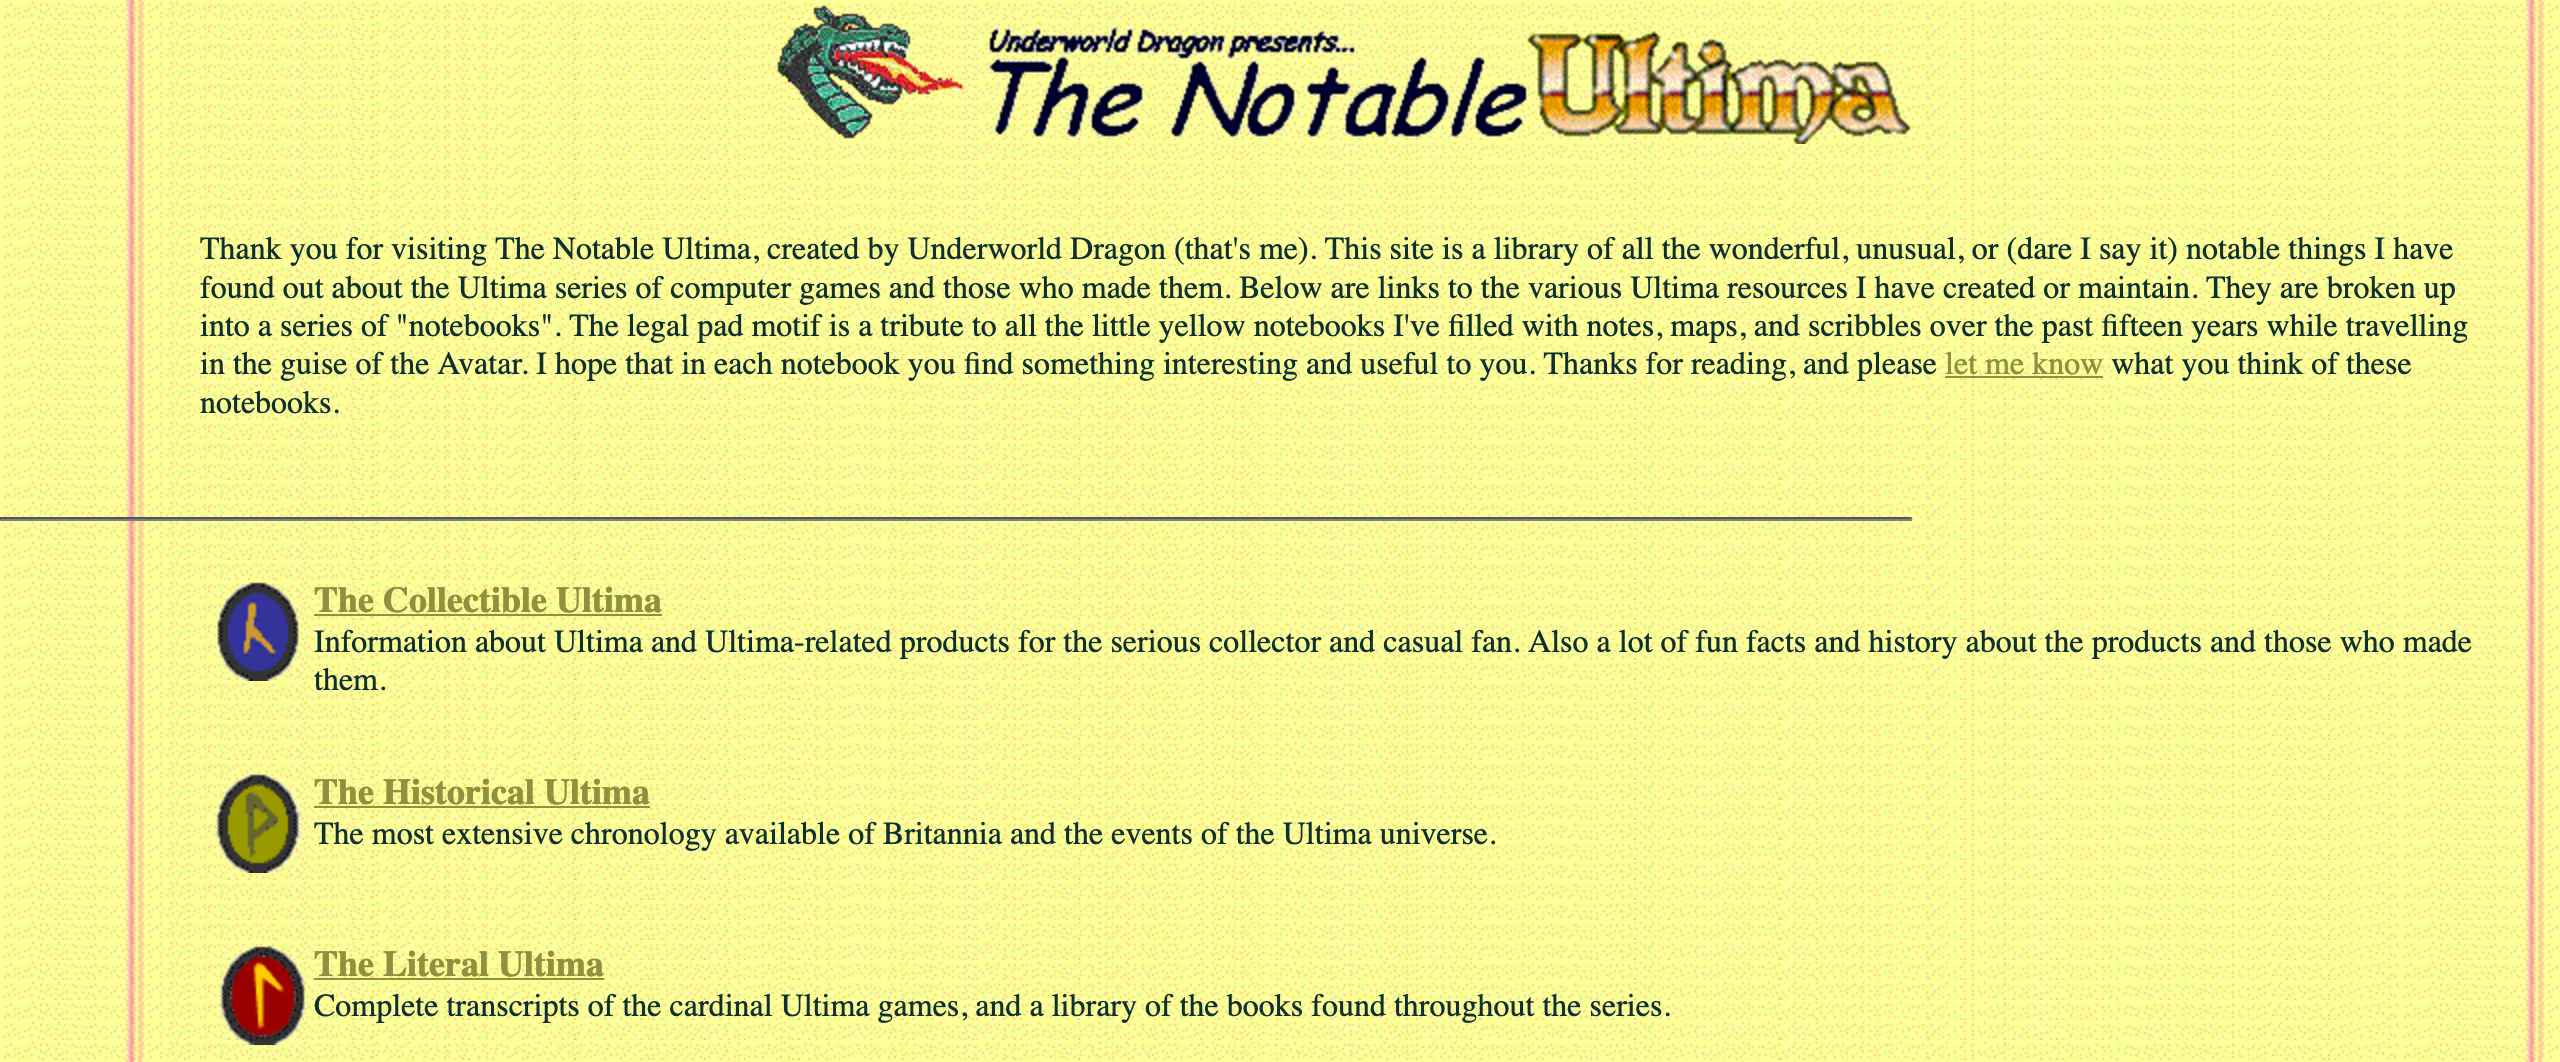 Underworld Dragon presents...
The Notable Ultima
Thank you for visiting The Notable Ultima, created by Underworld Dragon (that's me). This site is a library of all the wonderful, unusual, or (dare I say it) notable things I have
found out about the Ultima series of computer games and those who made them. Below are links to the various Ultima resources I have created or maintain. They are broken up
into a series of "notebooks". The legal pad motif is a tribute to all the little yellow notebooks I've filled with notes, maps, and scribbles over the past fifteen years while travelling
in the guise of the Avatar. I hope that in each notebook you find something interesting and useful to you. Thanks for reading, and please let me know what you think of these
notebooks.
The Collectible Ultima
Information about Ultima and Ultima-related products for the serious collector and casual fan. Also a lot of fun facts and history about the products and those who made
them.
The Historical Ultima
The most extensive chronology available of Britannia and the events of the Ultima universe.
The Literal Ultima
Complete transcripts of the cardinal Ultima games, and a library of the books found throughout the series.